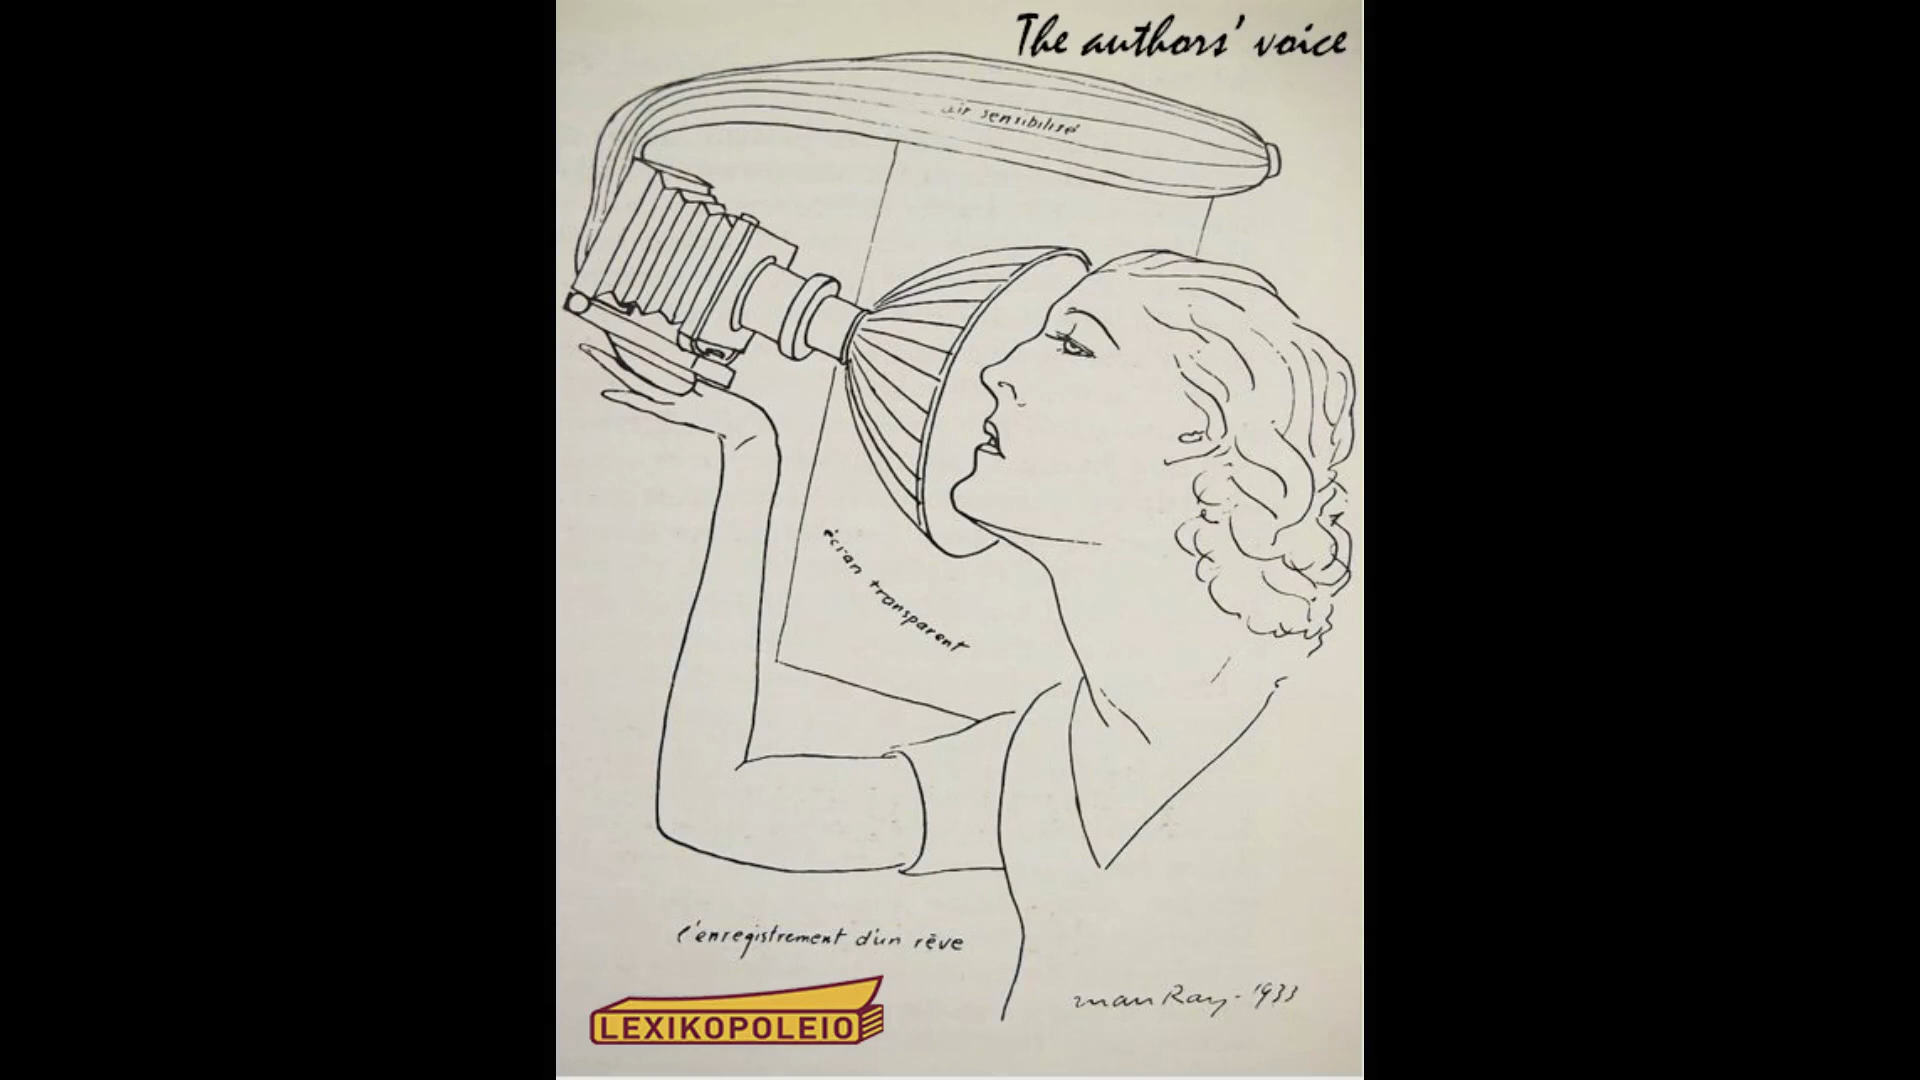 The authors' voice
air sensibilisé
écran transparent
l'enregistrement d'un rêve
man Ray - 1933
LEXIKOPOLEIO